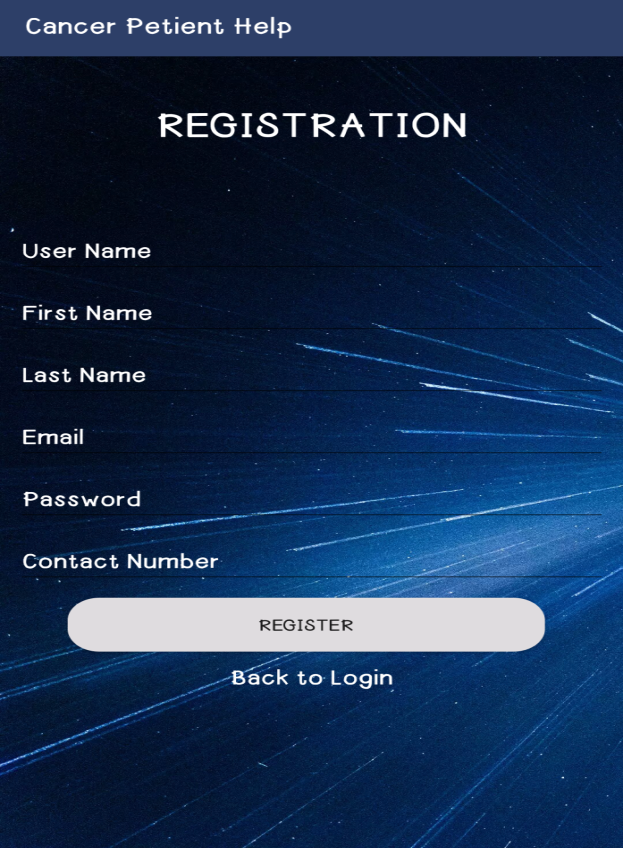 Cancer Petient Help
REGISTRATION
User Name
First Name
Last Name
Email
Password
Contact Number
REGISTER
Back to Login